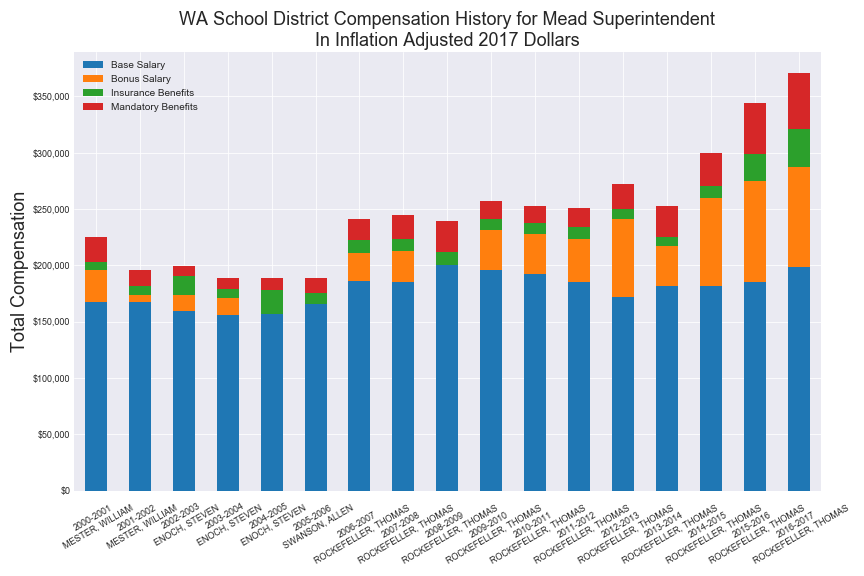 WA School District Compensation History for Mead Superintendent
In Inflation Adjusted 2017 Dollars
Base Salary
Bonus Salary
Insurance Benefits
Mandatory Benefits
Total Compensation
$350,000
$300,000
$250,000
$200,000
$150,000
$100,000
$50,000
$0
2000-2001
MESTER, WILLIAM
2001-2002
MESTER, WILLIAM
2002-2003
ENOCH, STEVEN
2003-2004
ENOCH, STEVEN
2004-2005
ENOCH, STEVEN
2005-2006
SWANSON, ALLEN
2006-2007
ROCKEFELLER, THOMAS
2007-2008
ROCKEFELLER, THOMAS
2008-2009
ROCKEFELLER, THOMAS
2009-2010
ROCKEFELLER, THOMAS
2010-2011
ROCKEFELLER, THOMAS
2011-2012
ROCKEFELLER, THOMAS
2012-2013
ROCKEFELLER, THOMAS
2013-2014
ROCKEFELLER, THOMAS
2014-2015
ROCKEFELLER, THOMAS
2015-2016
ROCKEFELLER, THOMAS
2016-2017
ROCKEFELLER, THOMAS